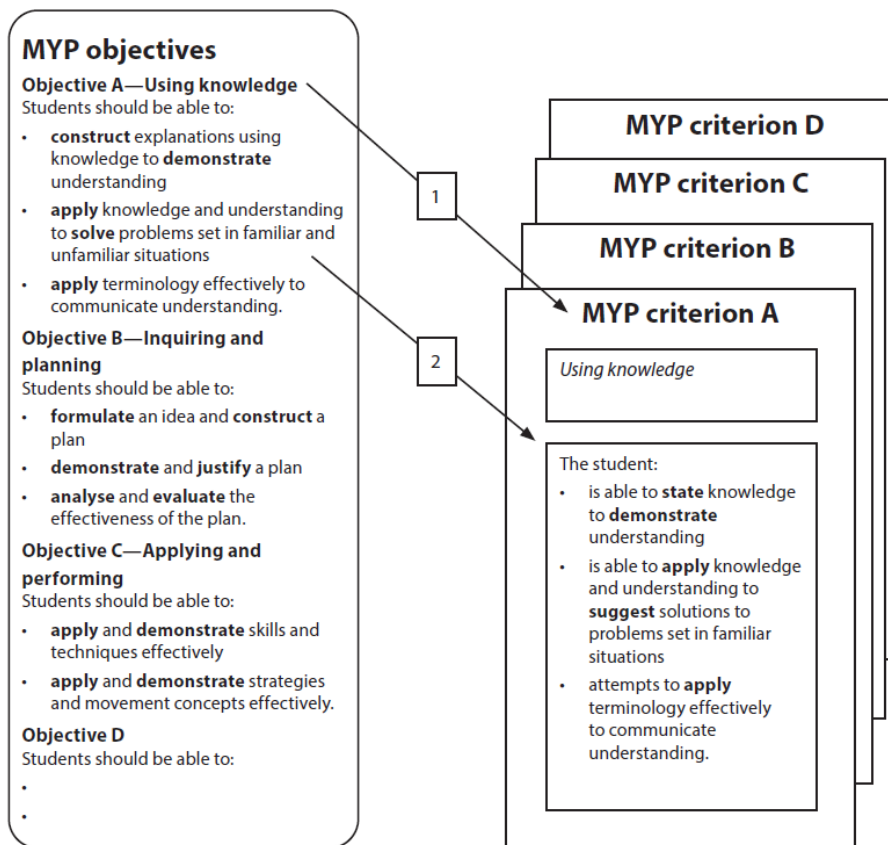 MYP objectives
Objective A—Using knowledge
Students should be able to:
• construct explanations using
knowledge to demonstrate
understanding
• apply knowledge and understanding
to solve problems set in familiar and
unfamiliar situations
• apply terminology effectively to
communicate understanding.
Objective B—Inquiring and
planning
Students should be able to:
• formulate an idea and construct a
plan
• demonstrate and justify a plan
• analyse and evaluate the
effectiveness of the plan.
Objective C—Applying and
performing
Students should be able to:
• apply and demonstrate skills and
techniques effectively
• apply and demonstrate strategies
and movement concepts effectively.
Objective D
Students should be able to:
•
•
1
2
MYP criterion D
MYP criterion C
MYP criterion B
MYP criterion A
Using knowledge
The student:
• is able to state knowledge
to demonstrate
understanding
• is able to apply knowledge
and understanding to
suggest solutions to
problems set in familiar
situations
• attempts to apply
terminology effectively
to communicate
understanding.